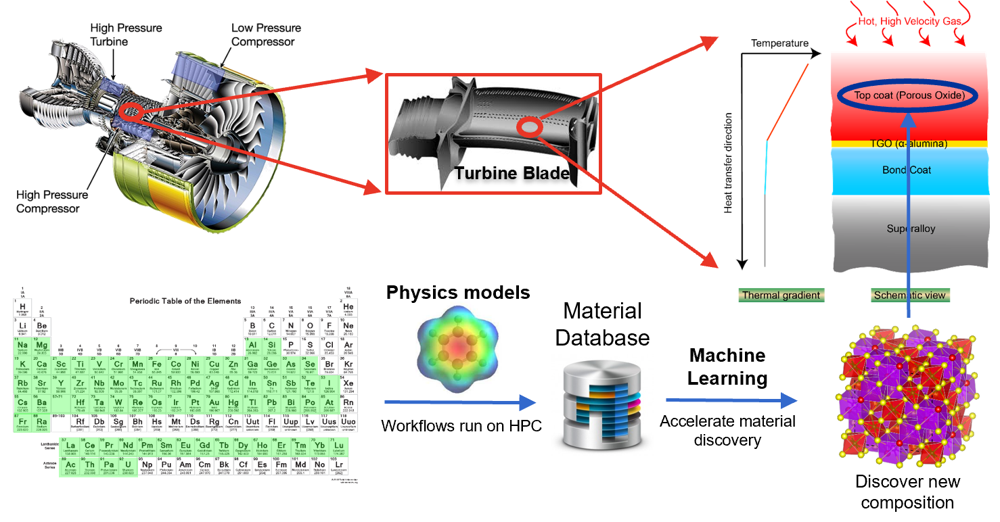 High Pressure
Turbine
Low Pressure
Compressor
High Pressure
Compressor
Turbine Blade
Temperature
Heat transfer direction
Thermal gradient
Hot, High Velocity Gas
Top coat (Porous Oxide)
TGO (α-alumina)
Bond Coat
Superalloy
Schematic view
Periodic Table of the Elements
H He
Li Be B C N O F Ne
Na Mg Al Si P S Cl Ar
K Ca Sc Ti V Cr Mn Fe Co Ni Cu Zn Ga Ge As Se Br Kr
Rb Sr Y Zr Nb Mo Tc Ru Rh Pd Ag Cd In Sn Sb Te I Xe
Cs Ba Hf Ta W Re Os Ir Pt Au Hg Tl Pb Bi Po At Rn
Fr Ra Rf Db Sg Bh Hs Mt Ds Rg Cn Uut Fl Uup Lv Uus Uuo
La Ce Pr Nd Pm Sm Eu Gd Tb Dy Ho Er Tm Yb Lu
Ac Th Pa U Np Pu Am Cm Bk Cf Es Fm Md No Lr
Physics models
Workflows run on HPC
Material
Database
Machine
Learning
Accelerate material
discovery
Discover new
composition